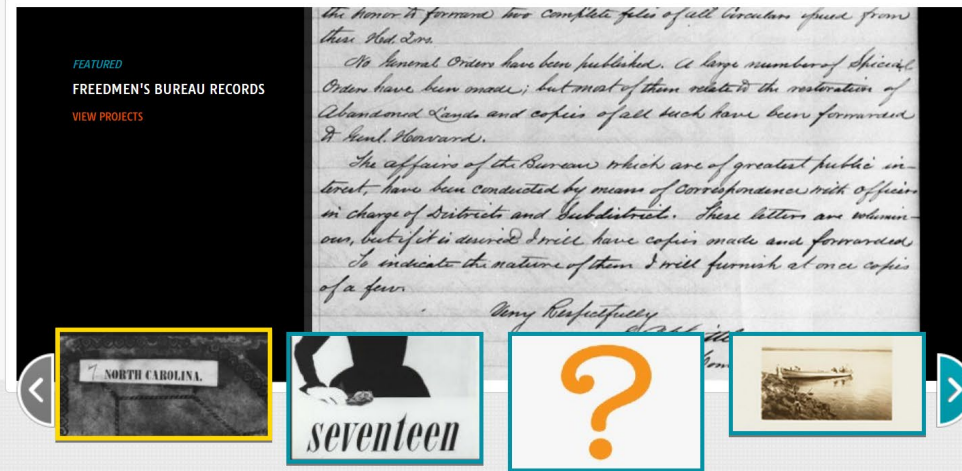 the honor to forward two complete files of all Circulars issued from
these Hd. Qrs.
No General Orders have been published. A large number of Special
Orders have been made; but most of them relate to the restoration of
Abandoned Lands and copies of all such have been forwarded
to Genl. Howard.
The affairs of the Bureau which are of greatest public in-
terest, have been conducted by means of correspondence with officers
in charge of Districts and Subdistricts. These letters are volumin-
ous, but if it is desired I will have copies made and forwarded
To indicate the nature of them I will furnish at once copies
of a few.
Very Respectfully
FEATURED
FREEDMEN'S BUREAU RECORDS
VIEW PROJECTS
7 NORTH CAROLINA.
seventeen
?